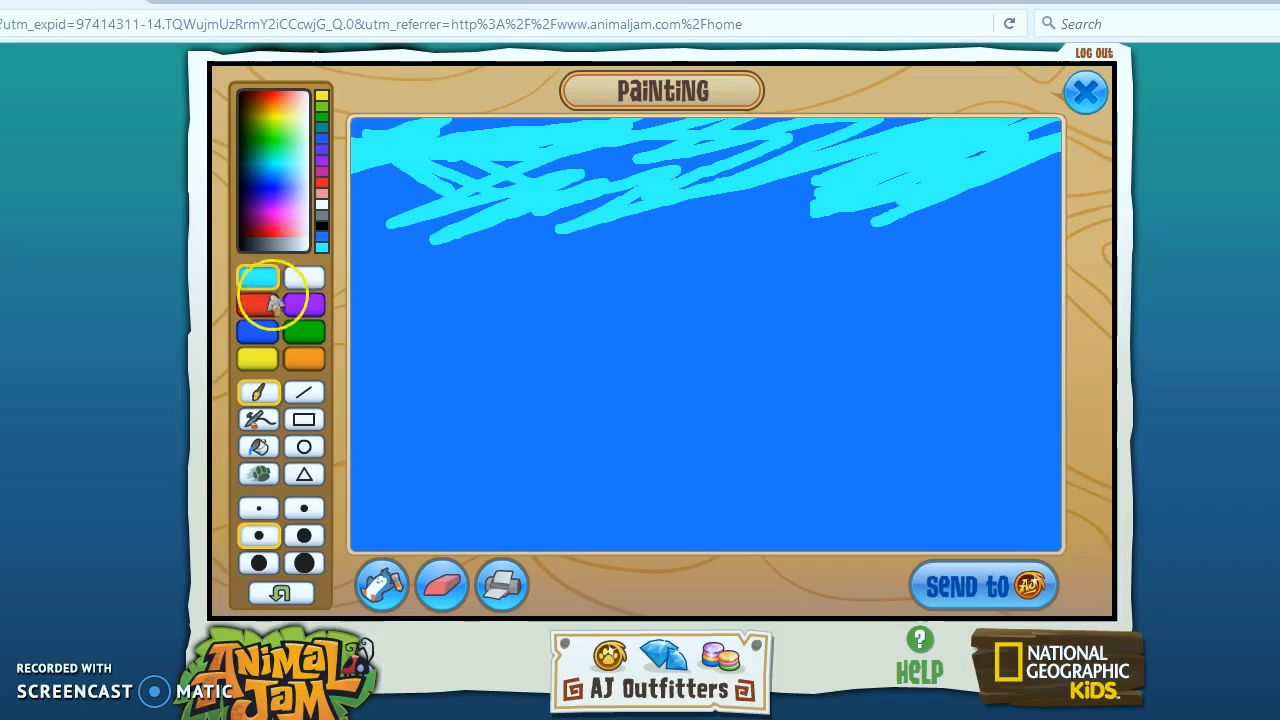 ?utm_expid=97414311-14.TQWujmUzRrmY2iCCcwjG_Q.0&utm_referrer=http%3A%2F%2Fwww.animaljam.com%2Fhome
Search
LOG OUT
PAINTING
SEND TO AJ
ANIMAL
JAM
AJ Outfitters
?
HELP
NATIONAL
GEOGRAPHIC
KiDS
RECORDED WITH
SCREENCAST MATIC